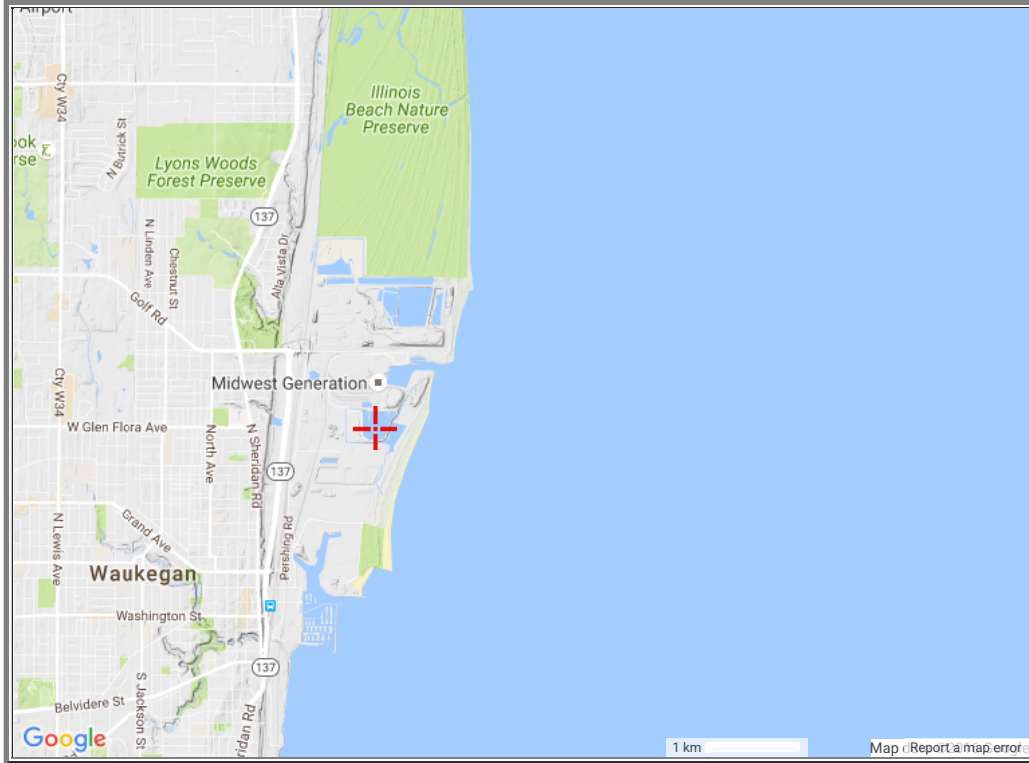 Airport
Cty W34
Illinois
Beach Nature
Preserve
N Butrick St
ook
rse
Lyons Woods
Forest Preserve
137
N Linden Ave
Chestnut St
Alta Vista Dr
Golf Rd
Midwest Generation
Cty W34
W Glen Flora Ave
North Ave
N Sheridan Rd
137
N Lewis Ave
Grand Ave
Pershing Rd
Waukegan
Washington St
137
S Jackson St
Belvidere St
ridan Rd
Google
1 km
Map
Report a map error